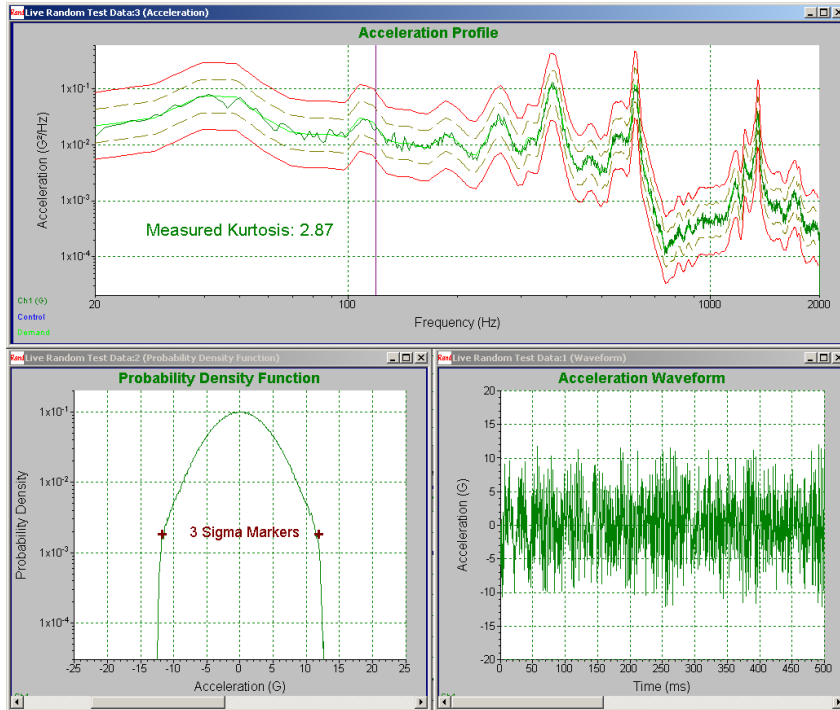 Rand Live Random Test Data:3 (Acceleration)
Acceleration Profile
Acceleration (G²/Hz)
1x10⁻¹
1x10⁻²
1x10⁻³
1x10⁻⁴
Measured Kurtosis: 2.87
Ch1 (G)
Control
Demand
20 100 1000 2000
Frequency (Hz)
Rand Live Random Test Data:2 (Probability Density Function)
Probability Density Function
Probability Density
1x10⁻¹
1x10⁻²
1x10⁻³
1x10⁻⁴
3 Sigma Markers
-25 -20 -15 -10 -5 0 5 10 15 20 25
Acceleration (G)
Rand Live Random Test Data:1 (Waveform)
Acceleration Waveform
Acceleration (G)
20
15
10
5
0
-5
-10
-15
-20
0 50 100 150 200 250 300 350 400 450 500
Time (ms)